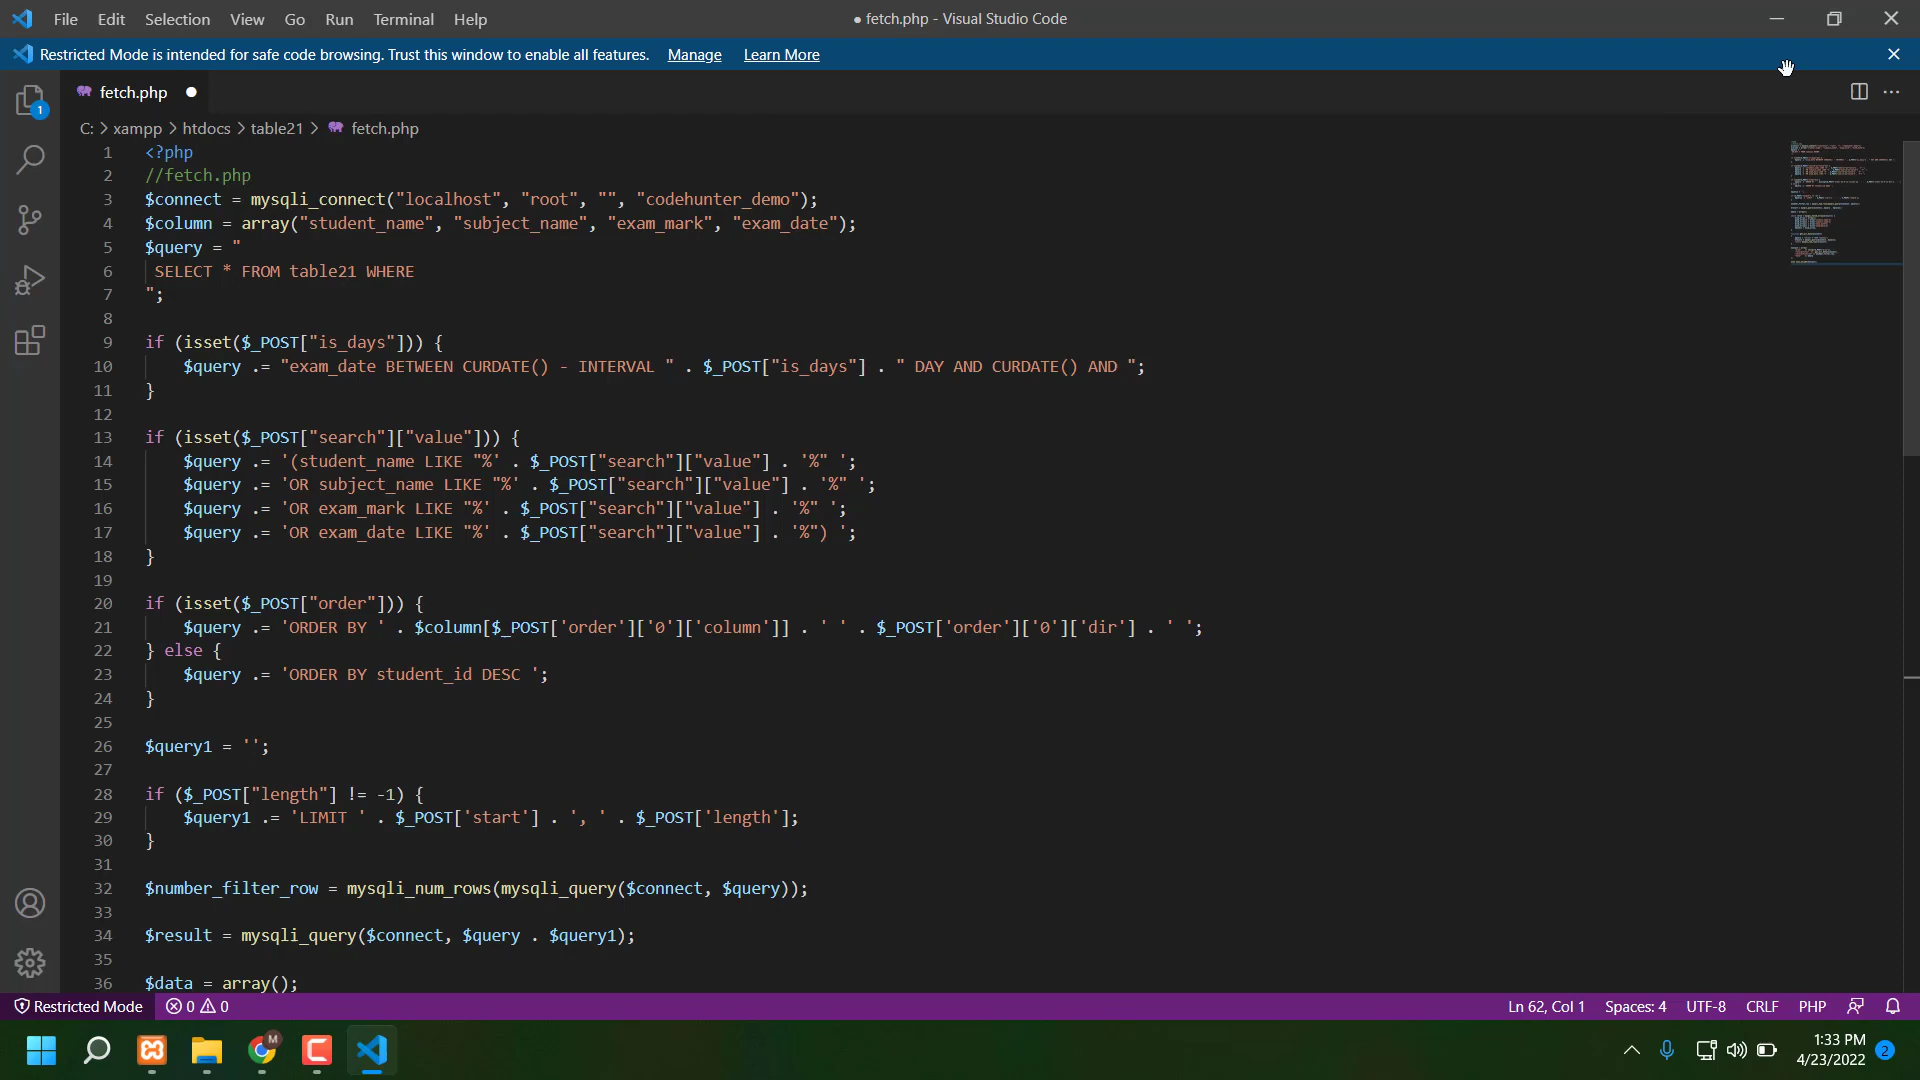 File Edit Selection View Go Run Terminal Help
● fetch.php - Visual Studio Code
Restricted Mode is intended for safe code browsing. Trust this window to enable all features. Manage Learn More
fetch.php
C: > xampp > htdocs > table21 > fetch.php
1 <?php
2 //fetch.php
3 $connect = mysqli_connect("localhost", "root", "", "codehunter_demo");
4 $column = array("student_name", "subject_name", "exam_mark", "exam_date");
5 $query = "
6 SELECT * FROM table21 WHERE
7 ";
8
9 if (isset($_POST["is_days"])) {
10 $query .= "exam_date BETWEEN CURDATE() - INTERVAL " . $_POST["is_days"] . " DAY AND CURDATE() AND ";
11 }
12
13 if (isset($_POST["search"]["value"])) {
14 $query .= '(student_name LIKE "%' . $_POST["search"]["value"] . '%" ';
15 $query .= 'OR subject_name LIKE "%' . $_POST["search"]["value"] . '%" ';
16 $query .= 'OR exam_mark LIKE "%' . $_POST["search"]["value"] . '%" ';
17 $query .= 'OR exam_date LIKE "%' . $_POST["search"]["value"] . '%") ';
18 }
19
20 if (isset($_POST["order"])) {
21 $query .= 'ORDER BY ' . $column[$_POST['order']['0']['column']] . ' ' . $_POST['order']['0']['dir'] . ' ';
22 } else {
23 $query .= 'ORDER BY student_id DESC ';
24 }
25
26 $query1 = '';
27
28 if ($_POST["length"] != -1) {
29 $query1 .= 'LIMIT ' . $_POST['start'] . ', ' . $_POST['length'];
30 }
31
32 $number_filter_row = mysqli_num_rows(mysqli_query($connect, $query));
33
34 $result = mysqli_query($connect, $query . $query1);
35
36 $data = array();
1
Restricted Mode 0 0 Ln 62, Col 1 Spaces: 4 UTF-8 CRLF PHP
M
1:33 PM
4/23/2022 2